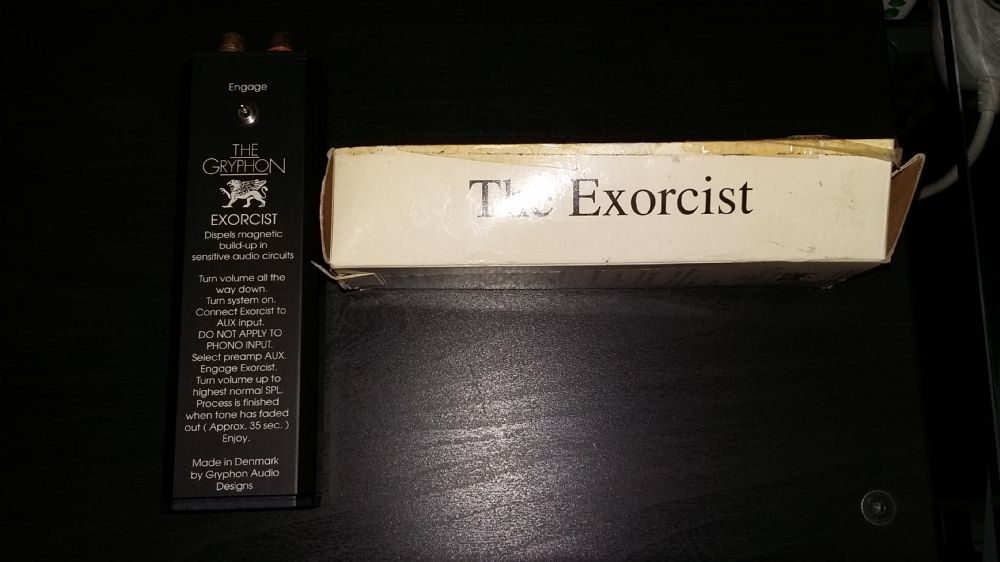 Engage
THE
GRYPHON
EXORCIST
Dispels magnetic
build-up in
sensitive audio circuits
Turn volume all the
way down.
Turn system on.
Connect Exorcist to
AUX input.
DO NOT APPLY TO
PHONO INPUT.
Select preamp AUX.
Engage Exorcist.
Turn volume up to
highest normal SPL.
Process is finished
when tone has faded
out ( Approx. 35 sec. )
Enjoy.
Made in Denmark
by Gryphon Audio
Designs
The Exorcist